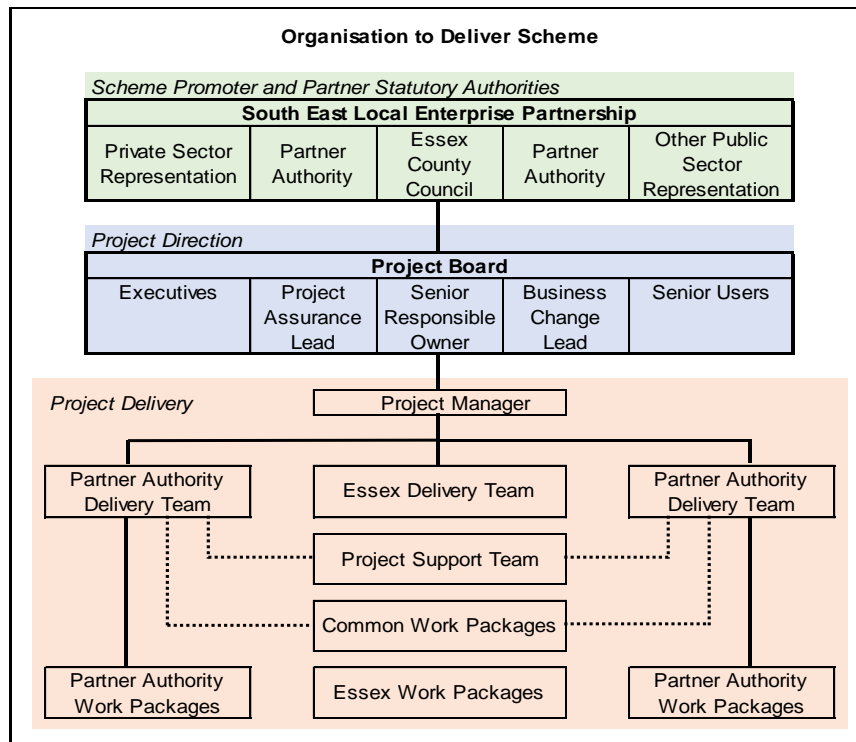 Organisation to Deliver Scheme
Scheme Promoter and Partner Statutory Authorities
South East Local Enterprise Partnership
Private Sector
Representation
Partner
Authority
Essex
County
Council
Partner
Authority
Other Public
Sector
Representation
Project Direction
Project Board
Executives
Project
Assurance
Lead
Senior
Responsible
Owner
Business
Change
Lead
Senior Users
Project Delivery
Project Manager
Partner Authority
Delivery Team
Essex Delivery Team
Partner Authority
Delivery Team
Project Support Team
Common Work Packages
Partner Authority
Work Packages
Essex Work Packages
Partner Authority
Work Packages